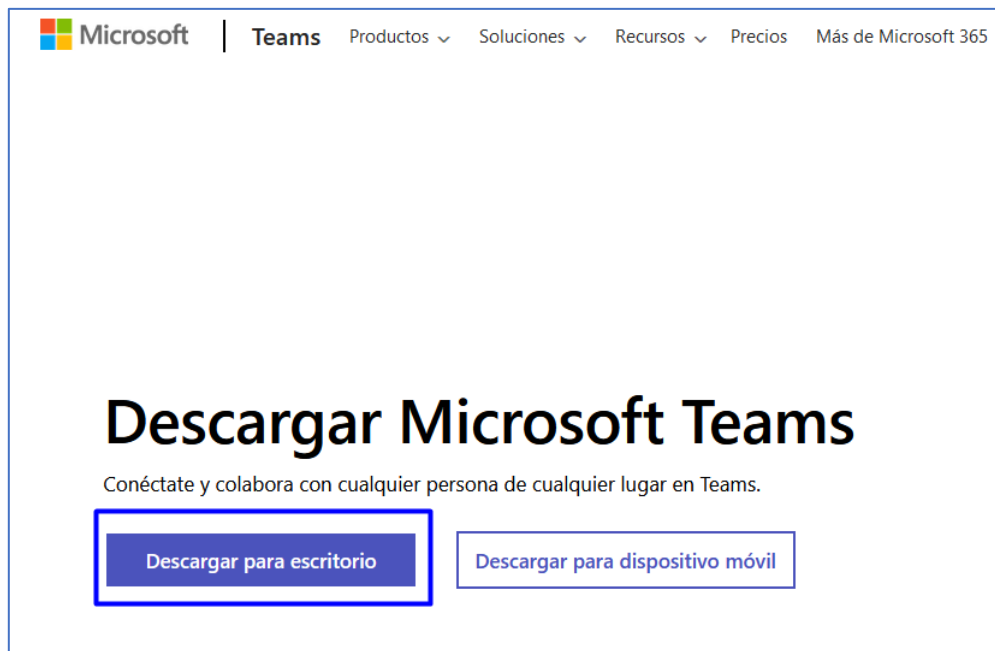 Microsoft | Teams Productos Soluciones Recursos Precios Más de Microsoft 365
Descargar Microsoft Teams
Conéctate y colabora con cualquier persona de cualquier lugar en Teams.
Descargar para escritorio Descargar para dispositivo móvil